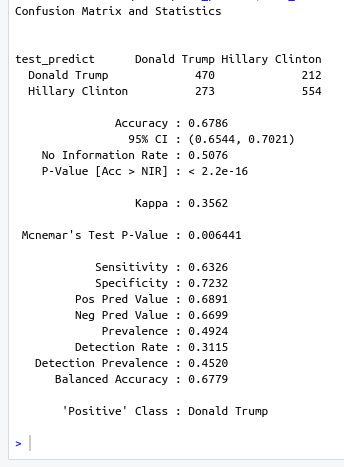 Confusion Matrix and Statistics
test_predict Donald Trump Hillary Clinton
Donald Trump 470 212
Hillary Clinton 273 554
Accuracy : 0.6786
95% CI : (0.6544, 0.7021)
No Information Rate : 0.5076
P-Value [Acc > NIR] : < 2.2e-16
Kappa : 0.3562
Mcnemar's Test P-Value : 0.006441
Sensitivity : 0.6326
Specificity : 0.7232
Pos Pred Value : 0.6891
Neg Pred Value : 0.6699
Prevalence : 0.4924
Detection Rate : 0.3115
Detection Prevalence : 0.4520
Balanced Accuracy : 0.6779
'Positive' Class : Donald Trump
>